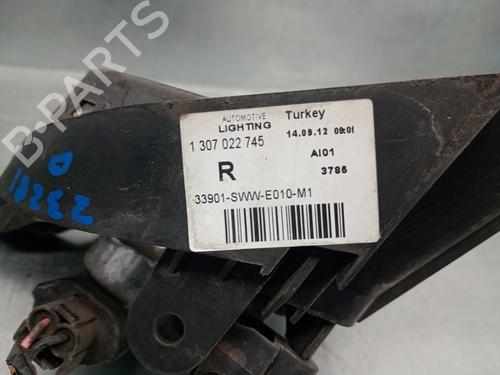 B-PARTS
AUTOMOTIVE LIGHTING
Turkey
14.09.12 09:01
1 307 022 745
AI01
R
3785
33901-SWW-E010-M1